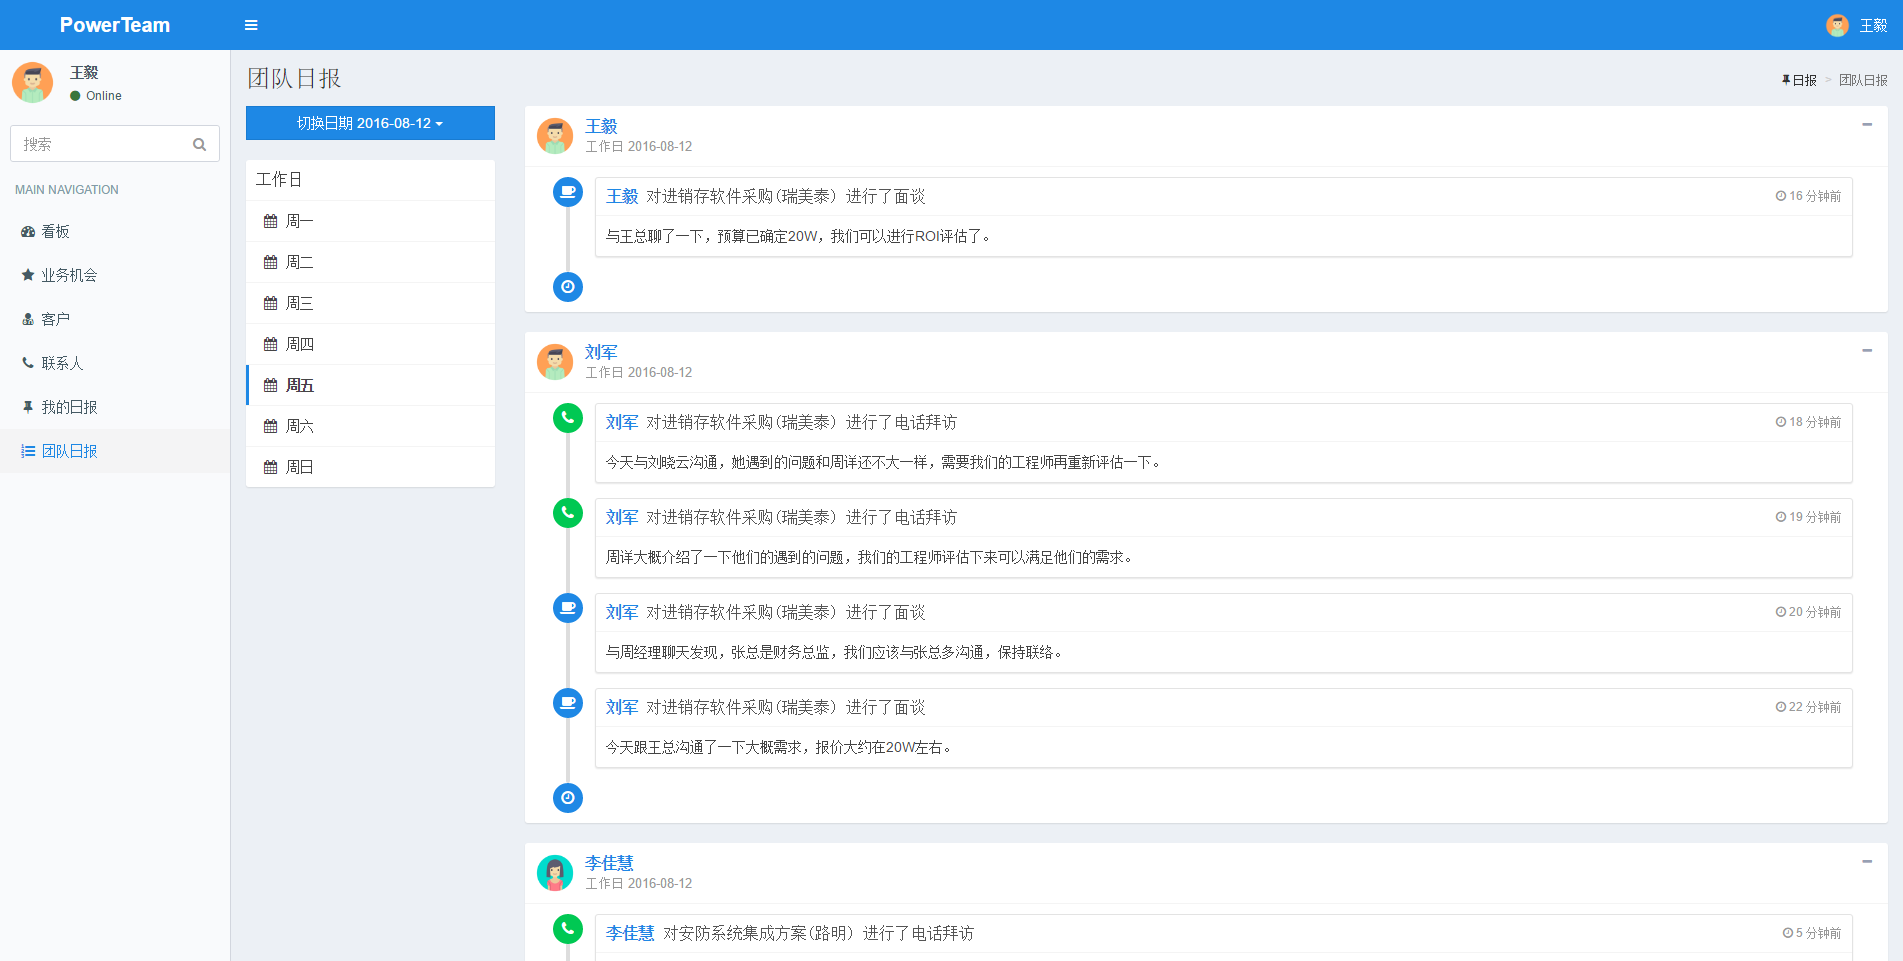 PowerTeam
王毅
王毅
Online
搜索
MAIN NAVIGATION
看板
业务机会
客户
联系人
我的日报
团队日报
团队日报
日报 > 团队日报
切换日期 2016-08-12
工作日
周一
周二
周三
周四
周五
周六
周日
王毅
工作日 2016-08-12
王毅 对进销存软件采购(瑞美泰) 进行了面谈
16 分钟前
与王总聊了一下，预算已确定20W，我们可以进行ROI评估了。
刘军
工作日 2016-08-12
刘军 对进销存软件采购(瑞美泰) 进行了电话拜访
18 分钟前
今天与刘晓云沟通，她遇到的问题和周详还不大一样，需要我们的工程师再重新评估一下。
刘军 对进销存软件采购(瑞美泰) 进行了电话拜访
19 分钟前
周详大概介绍了一下他们的遇到的问题，我们的工程师评估下来可以满足他们的需求。
刘军 对进销存软件采购(瑞美泰) 进行了面谈
20 分钟前
与周经理聊天发现，张总是财务总监，我们应该与张总多沟通，保持联络。
刘军 对进销存软件采购(瑞美泰) 进行了面谈
22 分钟前
今天跟王总沟通了一下大概需求，报价大约在20W左右。
李佳慧
工作日 2016-08-12
李佳慧 对安防系统集成方案(路明) 进行了电话拜访
5 分钟前